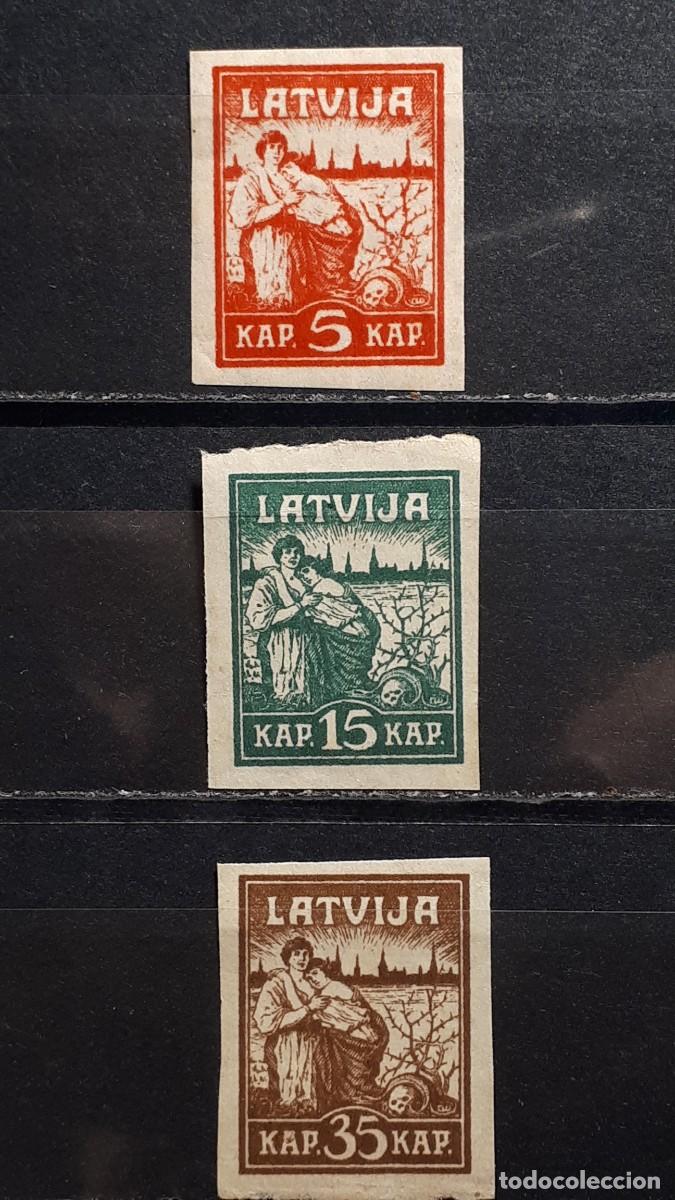 LATVIJA
KAP. 5 KAP.
LATVIJA
KAP. 15 KAP.
LATVIJA
KAP. 35 KAP.
todocoleccion